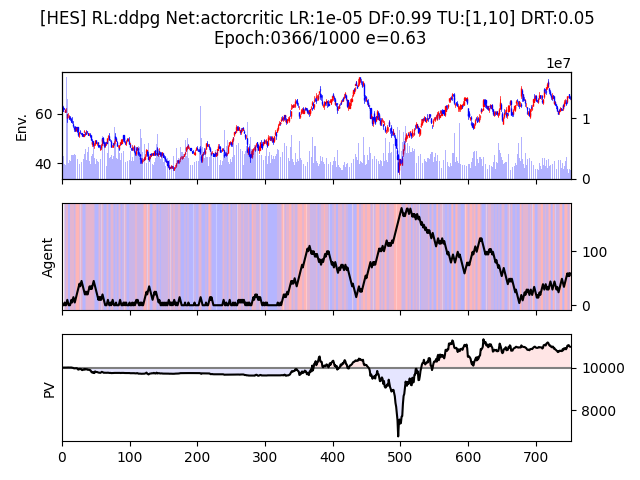 [HES] RL:ddpg Net:actorcritic LR:1e-05 DF:0.99 TU:[1,10] DRT:0.05
Epoch:0366/1000 e=0.63
1e7
Env.
60
40
1
0
Agent
100
0
PV
10000
8000
0 100 200 300 400 500 600 700